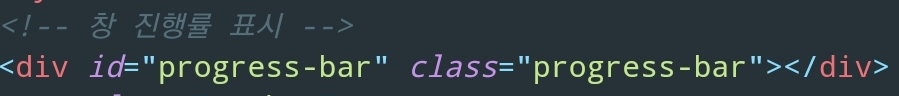 <!-- 창 진행률 표시 -->
<div id="progress-bar" class="progress-bar"></div>